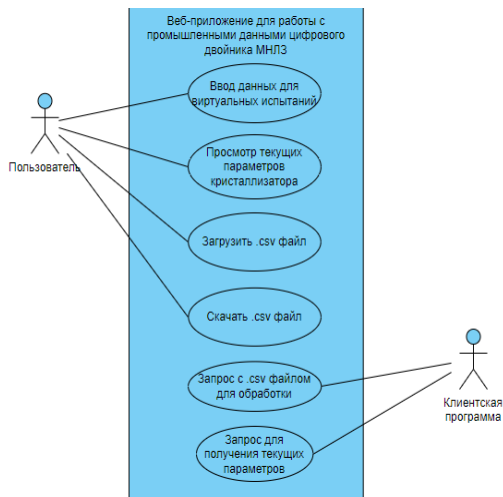 Веб-приложение для работы с
промышленными данными цифрового
двойника МНЛЗ
Ввод данных для
виртуальных испытаний
Пользователь
Просмотр текущих
параметров
кристаллизатора
Загрузить .csv файл
Скачать .csv файл
Запрос с .csv файлом
для обработки
Клиентская
программа
Запрос для
получения текущих
параметров